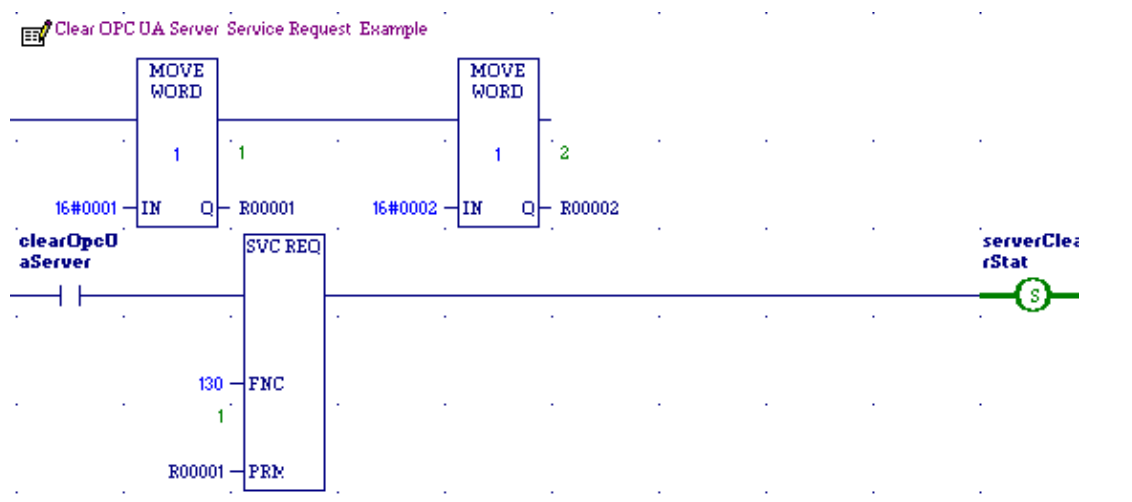 Clear OPC UA Server Service Request Example
MOVE WORD
MOVE WORD
1
1
1
2
16#0001 IN Q R00001
16#0002 IN Q R00002
clearOpcU
aServer
SVC REQ
serverClea
rStat
S
130 FNC
1
R00001 PRM